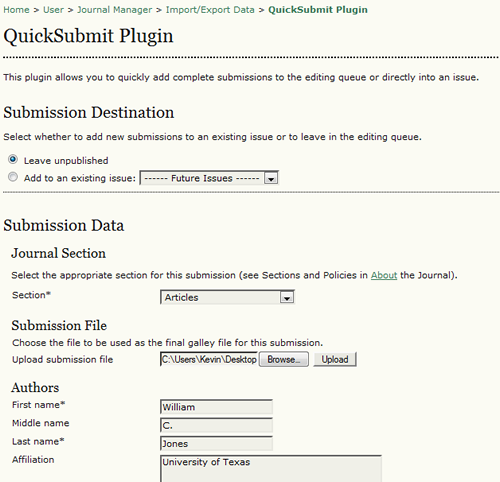 Home > User > Journal Manager > Import/Export Data > QuickSubmit Plugin
QuickSubmit Plugin
This plugin allows you to quickly add complete submissions to the editing queue or directly into an issue.
Submission Destination
Select whether to add new submissions to an existing issue or to leave in the editing queue.
Leave unpublished
Add to an existing issue: ------ Future Issues ------
Submission Data
Journal Section
Select the appropriate section for this submission (see Sections and Policies in About the Journal).
Section* Articles
Submission File
Choose the file to be used as the final galley file for this submission.
Upload submission file C:\Users\Kevin\Desktop Browse... Upload
Authors
First name* William
Middle name C.
Last name* Jones
Affiliation University of Texas